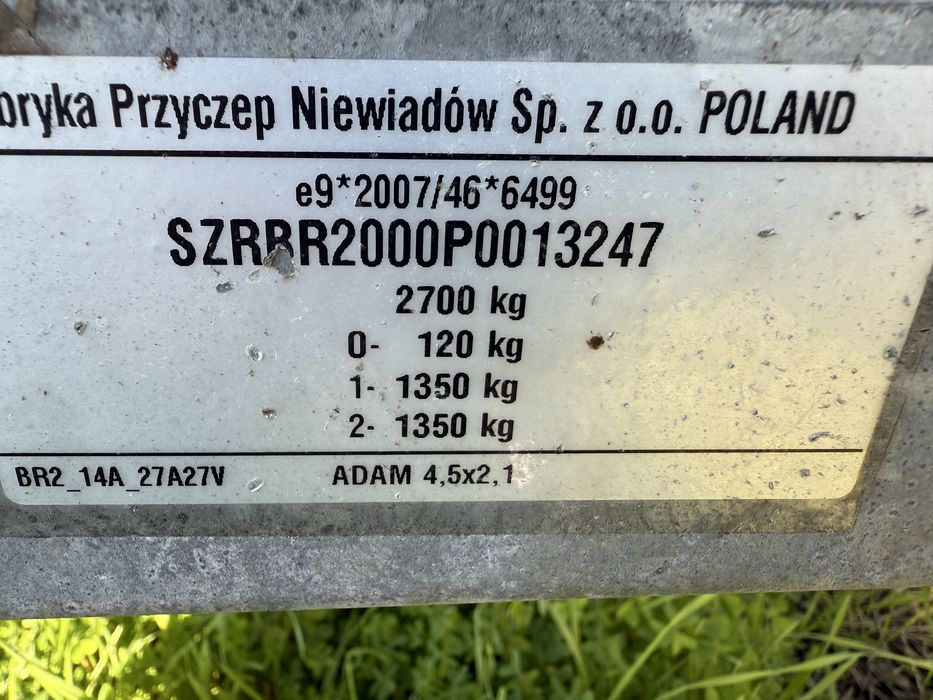 bryka Przyczep Niewiadów Sp. z o.o. POLAND
e9*2007/46*6499
SZRBR2000P0013247
2700 kg
0- 120 kg
1- 1350 kg
2- 1350 kg
BR2_14A_27A27V ADAM 4,5x2,1